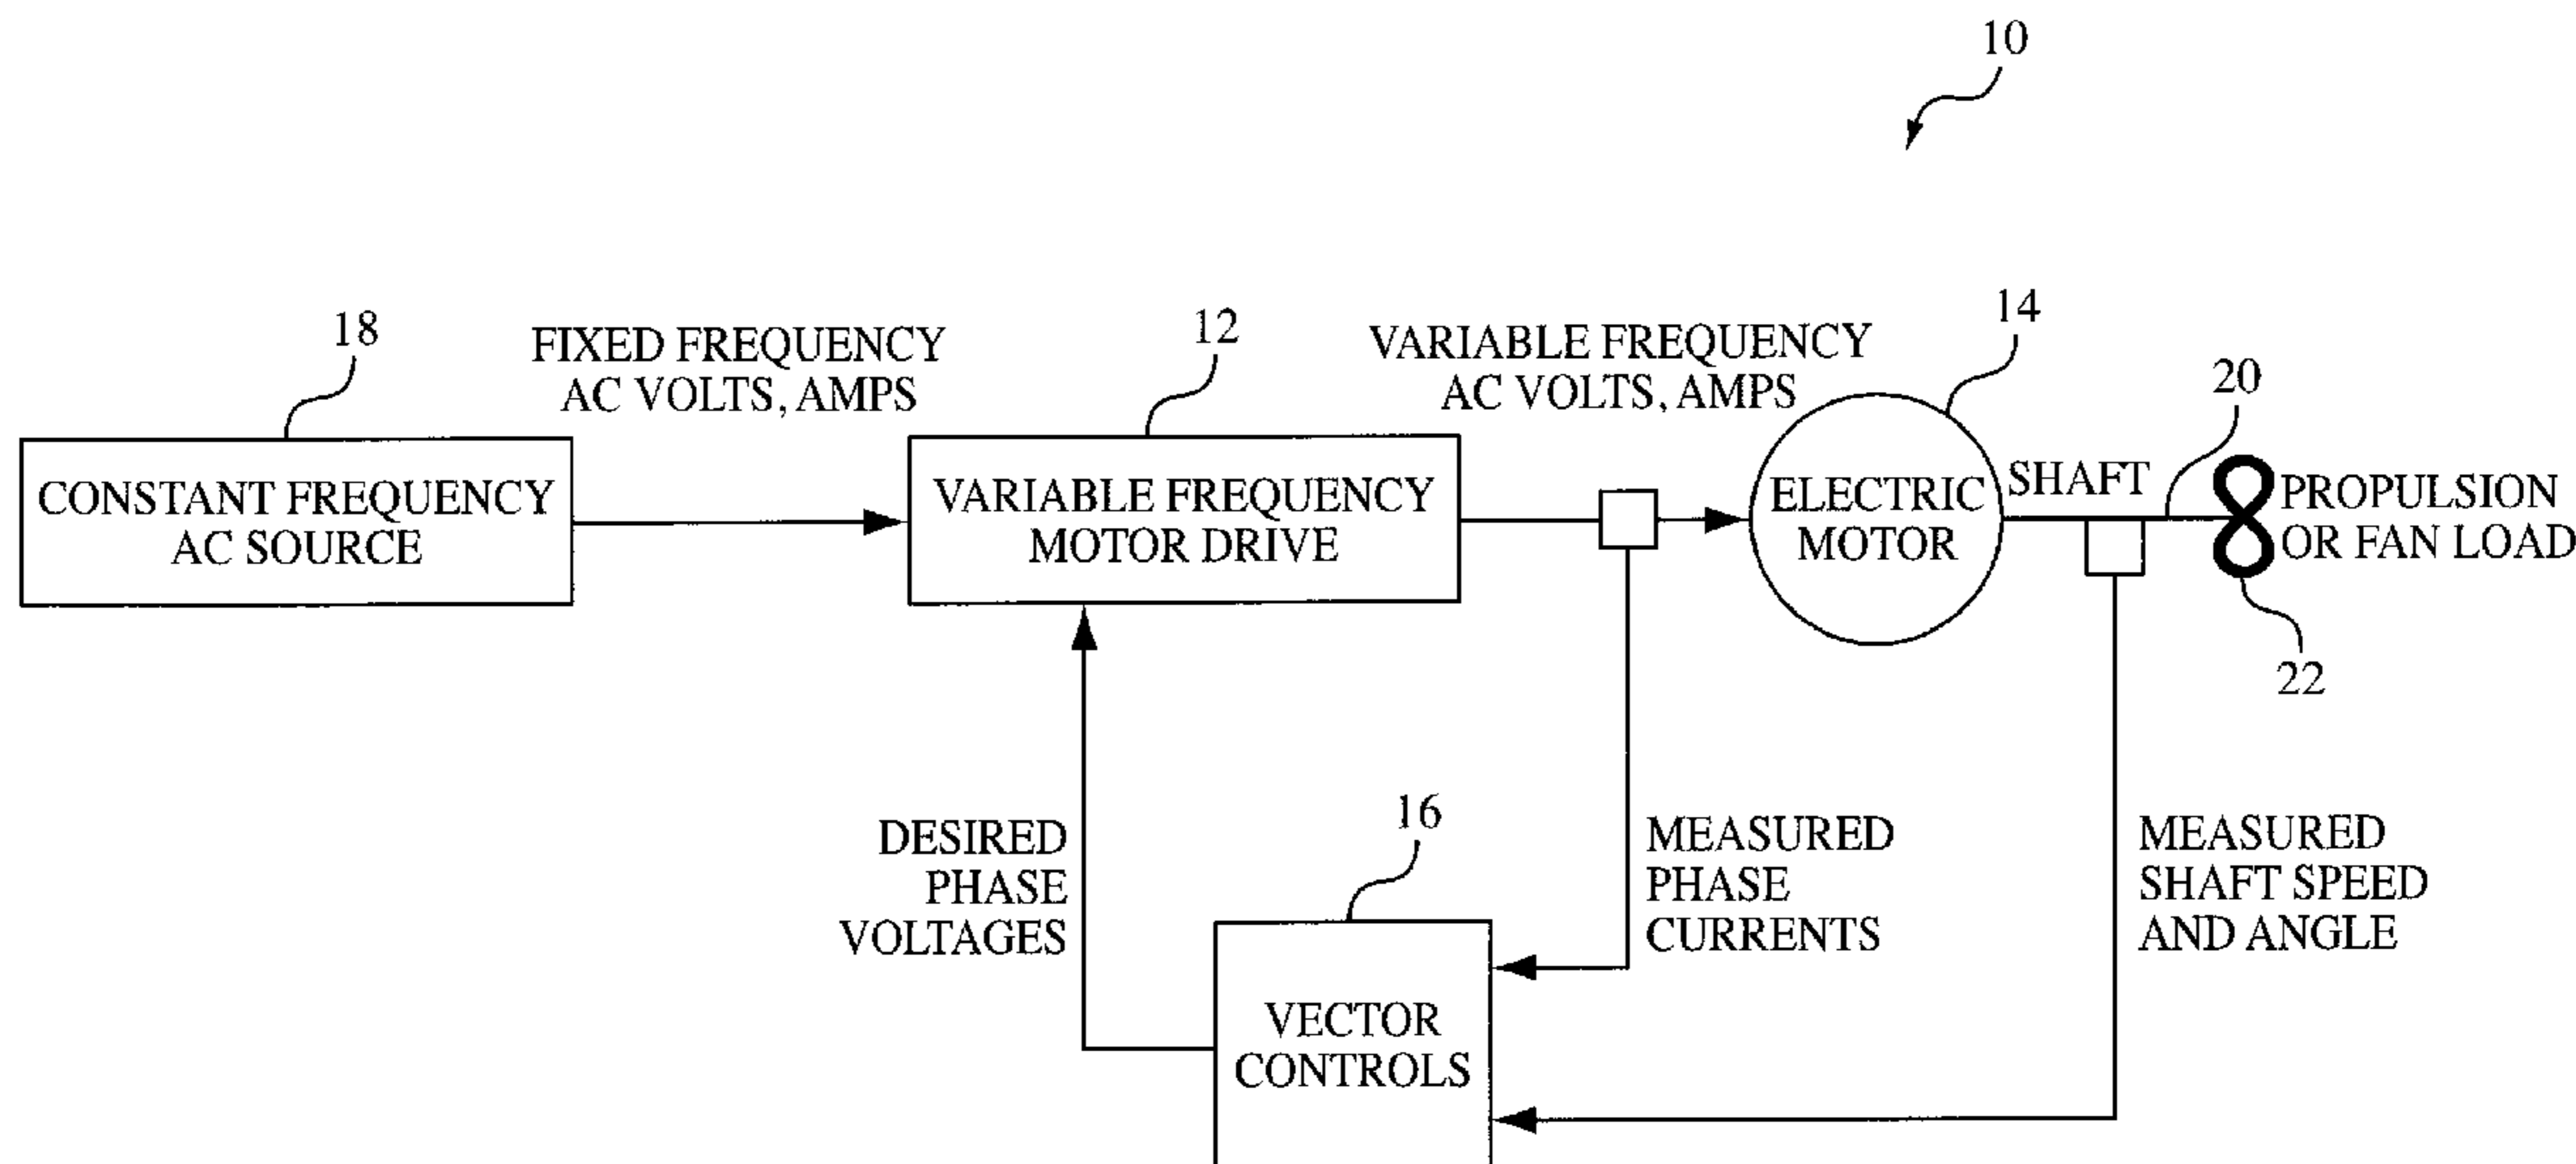 10
18
FIXED FREQUENCY
AC VOLTS, AMPS
12
VARIABLE FREQUENCY
AC VOLTS, AMPS
14
20
CONSTANT FREQUENCY
AC SOURCE
VARIABLE FREQUENCY
MOTOR DRIVE
ELECTRIC
MOTOR
SHAFT
PROPULSION
OR FAN LOAD
22
DESIRED
PHASE
VOLTAGES
16
MEASURED
PHASE
CURRENTS
MEASURED
SHAFT SPEED
AND ANGLE
VECTOR
CONTROLS